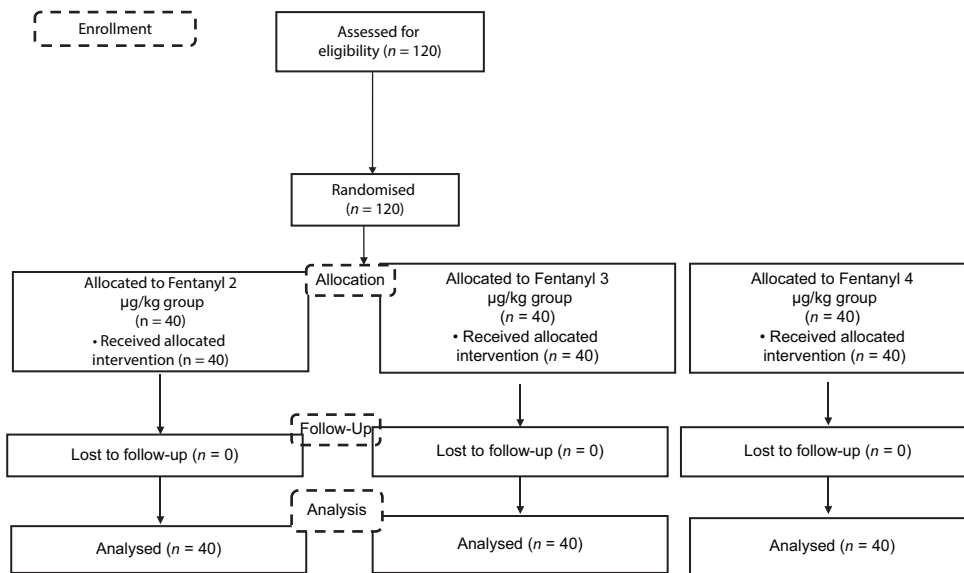 Enrollment
Assessed for
eligibility (n = 120)
Randomised
(n = 120)
Allocation
Allocated to Fentanyl 2
µg/kg group
(n = 40)
• Received allocated
intervention (n = 40)
Allocated to Fentanyl 3
µg/kg group
(n = 40)
• Received allocated
intervention (n = 40)
Allocated to Fentanyl 4
µg/kg group
(n = 40)
• Received allocated
intervention (n = 40)
Follow-Up
Lost to follow-up (n = 0)
Lost to follow-up (n = 0)
Lost to follow-up (n = 0)
Analysis
Analysed (n = 40)
Analysed (n = 40)
Analysed (n = 40)